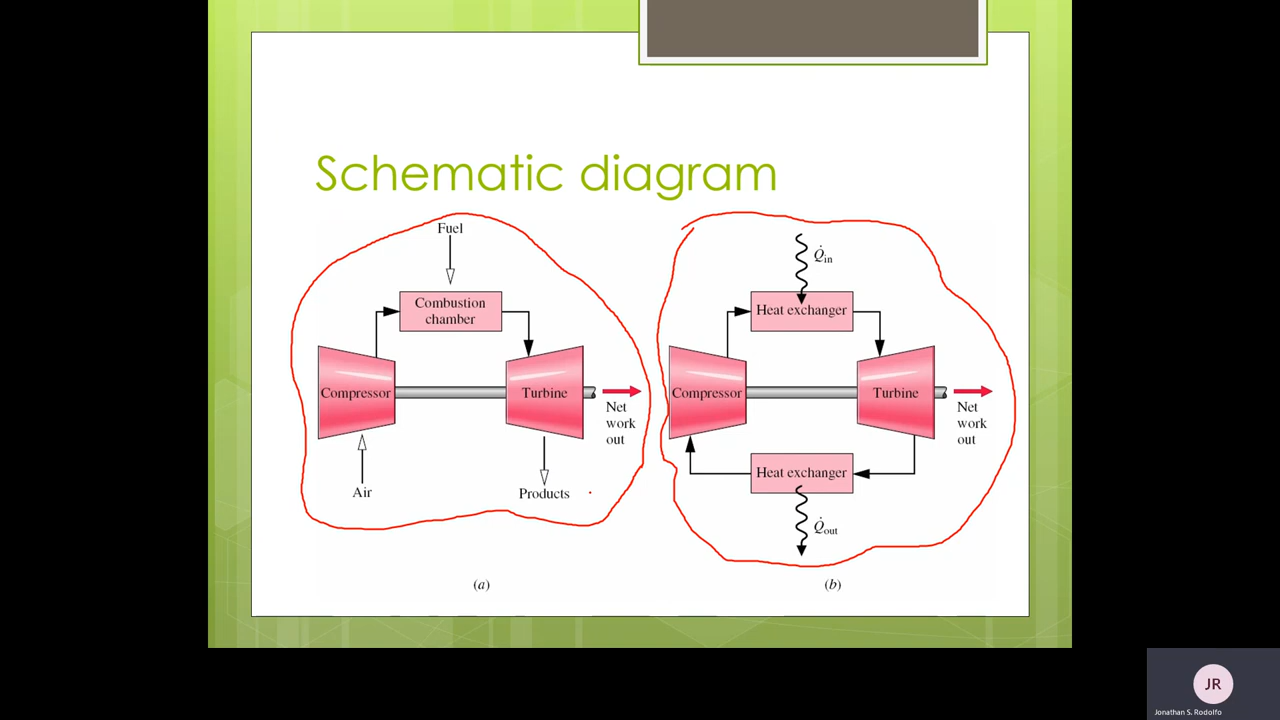 Schematic diagram
Fuel
Combustion
chamber
Compressor
Turbine
Net
work
out
Air
Products
(a)
Q̇in
Heat exchanger
Compressor
Turbine
Net
work
out
Heat exchanger
Q̇out
(b)
JR
Jonathan S. Rodolfo